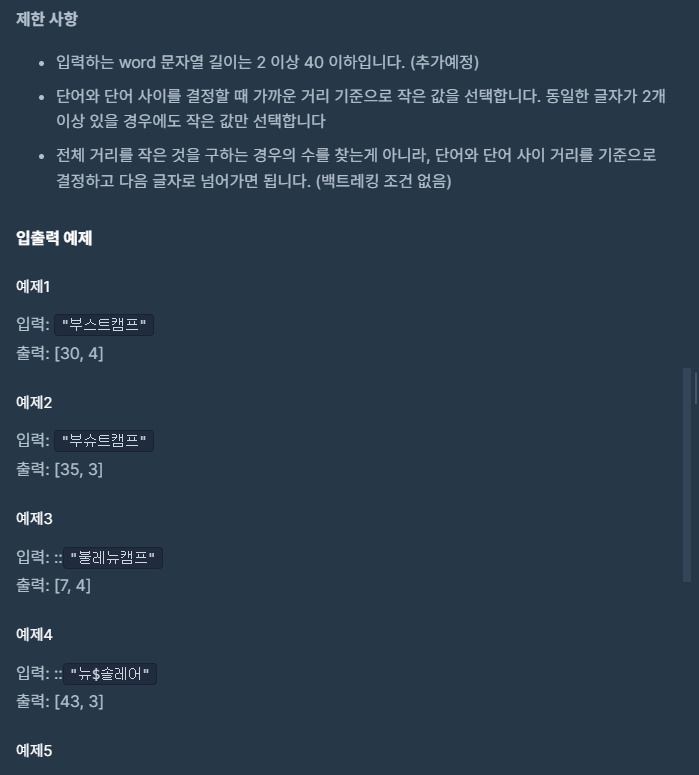 제한 사항
• 입력하는 word 문자열 길이는 2 이상 40 이하입니다. (추가예정)
• 단어와 단어 사이를 결정할 때 가까운 거리 기준으로 작은 값을 선택합니다. 동일한 글자가 2개
이상 있을 경우에도 작은 값만 선택합니다
• 전체 거리를 작은 것을 구하는 경우의 수를 찾는게 아니라, 단어와 단어 사이 거리를 기준으로
결정하고 다음 글자로 넘어가면 됩니다. (백트레킹 조건 없음)
입출력 예제
예제1
입력: "부스트캠프"
출력: [30, 4]
예제2
입력: "부슈트캠프"
출력: [35, 3]
예제3
입력: ::"불레뉴캠프"
출력: [7, 4]
예제4
입력: ::"뉴$솔레어"
출력: [43, 3]
예제5